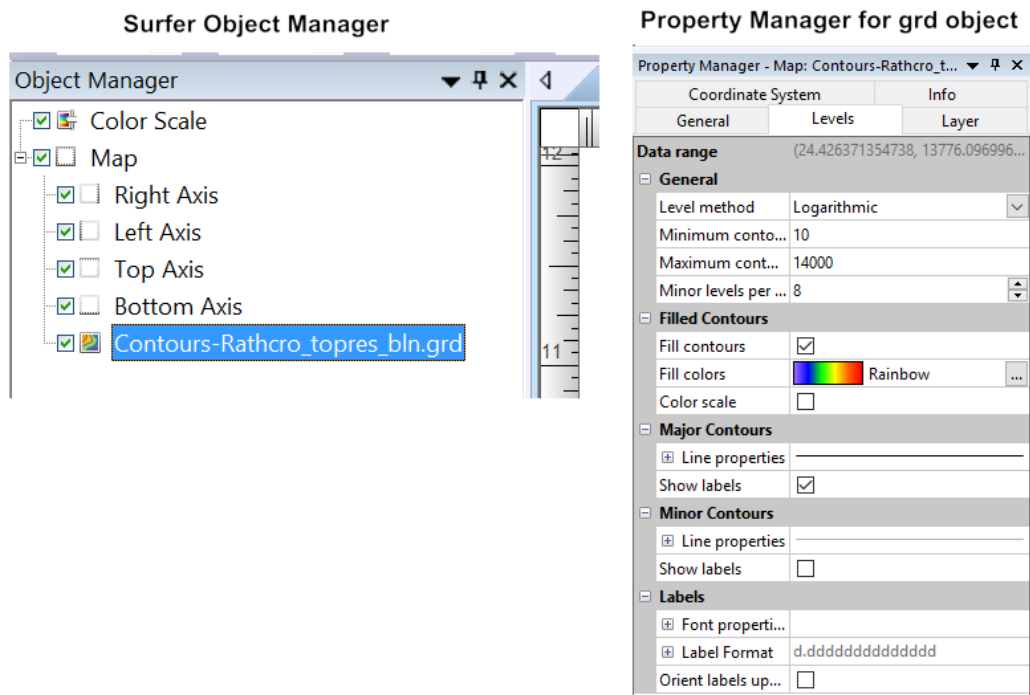 Surfer Object Manager
Object Manager
Color Scale
Map
Right Axis
Left Axis
Top Axis
Bottom Axis
Contours-Rathcro_topres_bln.grd
12
11
Property Manager for grd object
Property Manager - Map: Contours-Rathcro_t...
Coordinate System Info
General Levels Layer
Data range (24.426371354738, 13776.096996...
General
Level method Logarithmic
Minimum conto... 10
Maximum cont... 14000
Minor levels per ... 8
Filled Contours
Fill contours
Fill colors Rainbow ...
Color scale
Major Contours
Line properties
Show labels
Minor Contours
Line properties
Show labels
Labels
Font properti...
Label Format d.dddddddddddddd
Orient labels up...